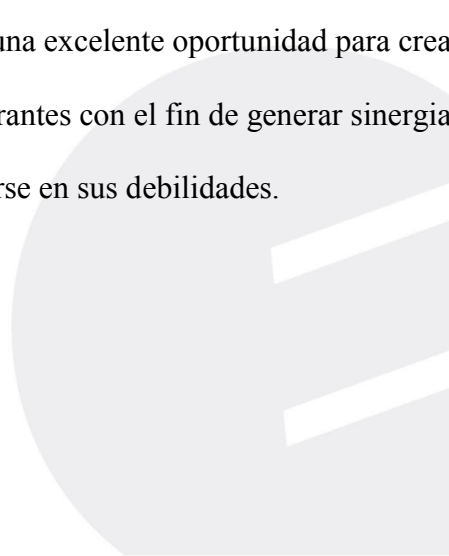 una excelente oportunidad para crea
rantes con el fin de generar sinergia
rse en sus debilidades.